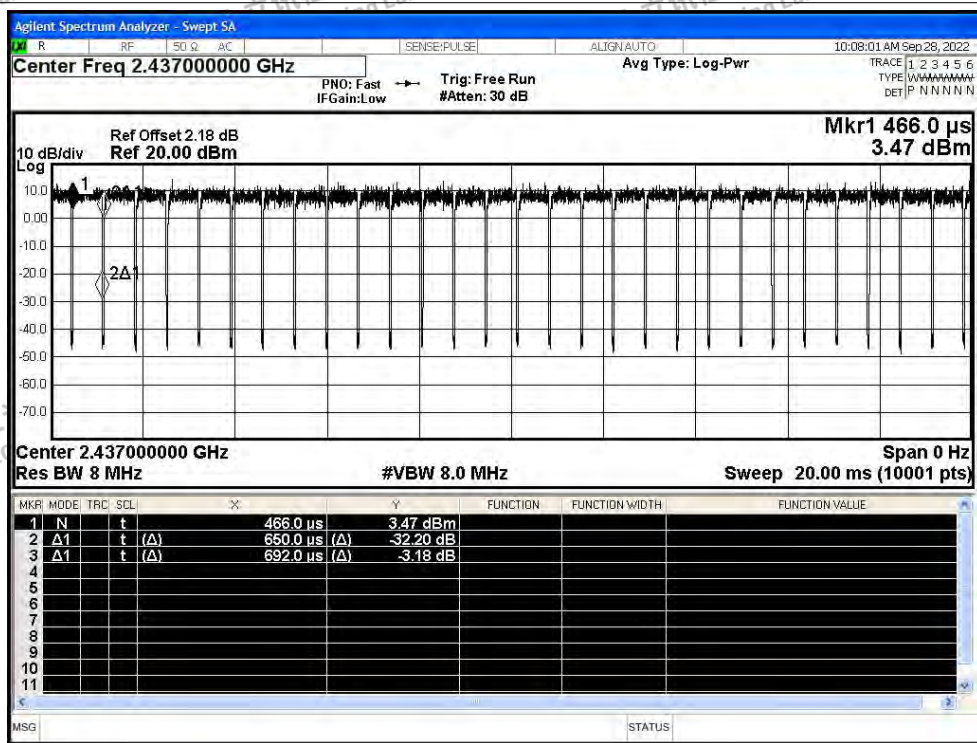 Agilent Spectrum Analyzer - Swept SA
LXI R RF 50 Ω AC SENSE:PULSE ALIGN AUTO 10:08:01 AM Sep 28, 2022
Center Freq 2.437000000 GHz
PNO: Fast
IFGain:Low
Trig: Free Run
#Atten: 30 dB
Avg Type: Log-Pwr
TRACE 1 2 3 4 5 6
TYPE
DET P N N N N N
Mkr1 466.0 µs
3.47 dBm
Ref Offset 2.18 dB
10 dB/div Ref 20.00 dBm
Log
10.0
0.00
-10.0
-20.0
-30.0
-40.0
-50.0
-60.0
-70.0
1
2Δ1
Center 2.437000000 GHz Span 0 Hz
Res BW 8 MHz #VBW 8.0 MHz Sweep 20.00 ms (10001 pts)
MKR MODE TRC SCL X Y FUNCTION FUNCTION WIDTH FUNCTION VALUE
1 N t 466.0 µs 3.47 dBm
2 Δ1 t (Δ) 650.0 µs (Δ) -32.20 dB
3 Δ1 t (Δ) 692.0 µs (Δ) -3.18 dB
4
5
6
7
8
9
10
11
MSG STATUS